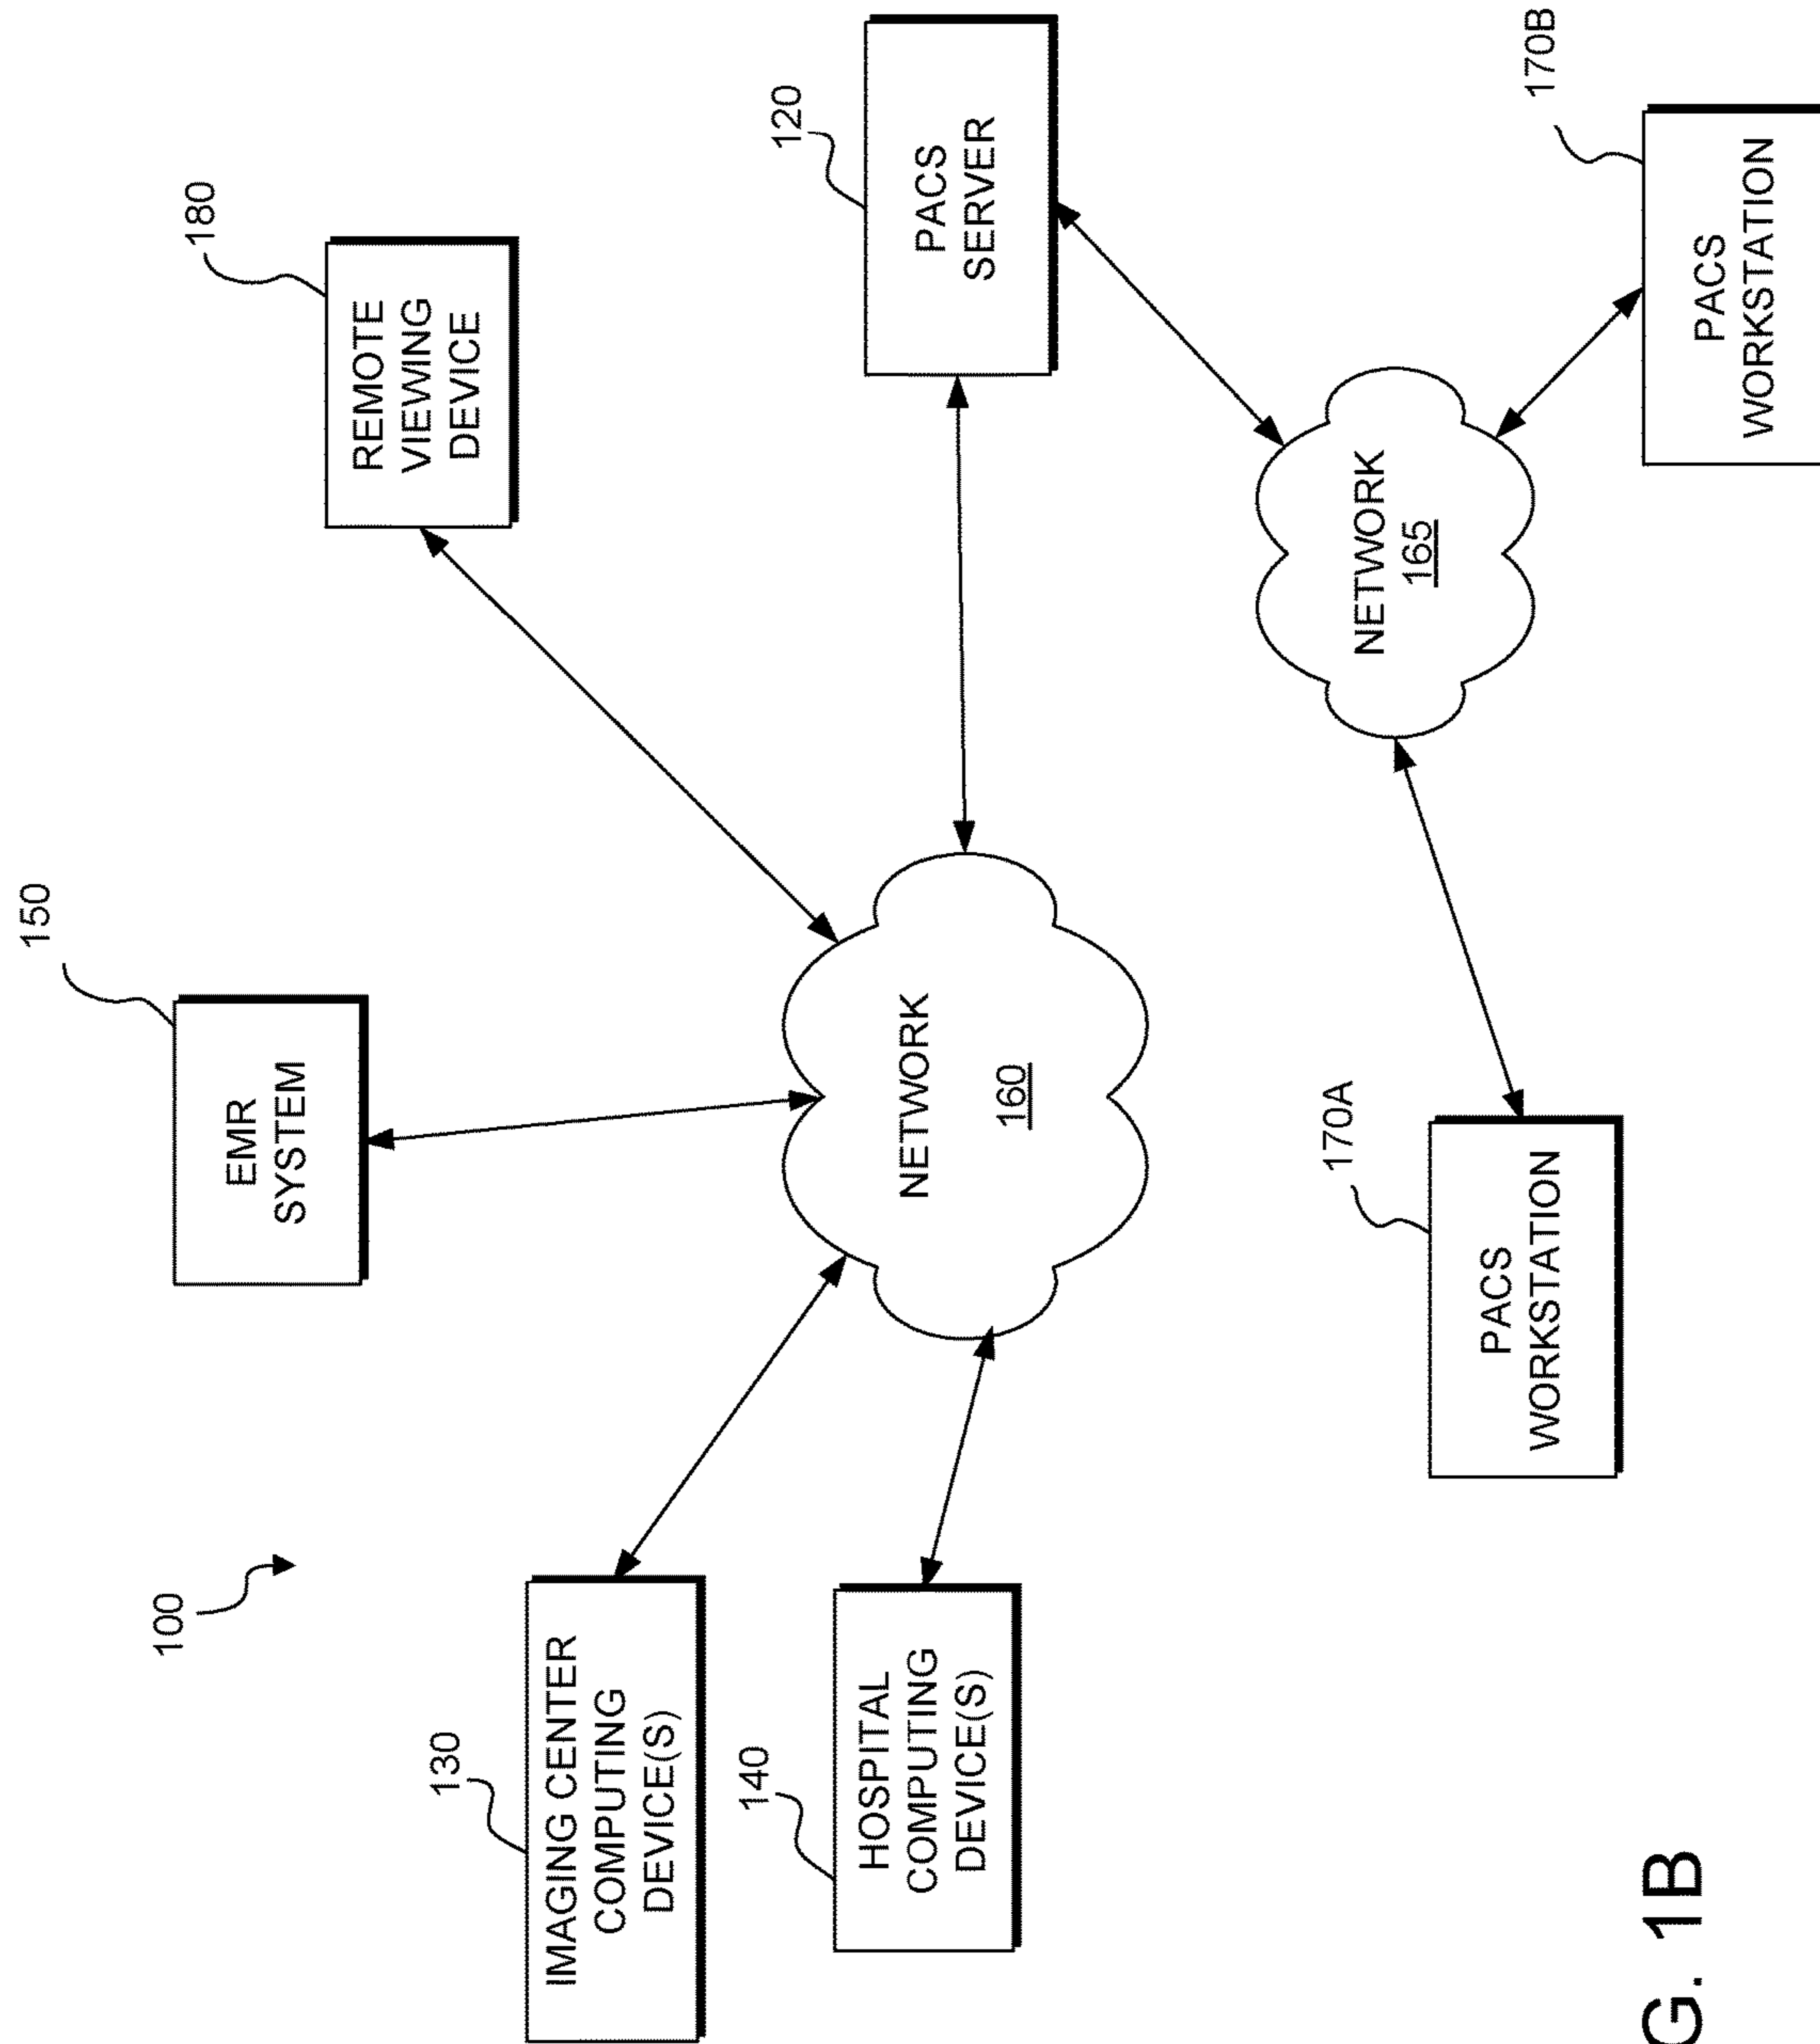 100
150
EMR
SYSTEM
180
REMOTE
VIEWING
DEVICE
130
IMAGING CENTER
COMPUTING
DEVICE(S)
140
HOSPITAL
COMPUTING
DEVICE(S)
NETWORK
160
120
PACS
SERVER
NETWORK
165
170A
PACS
WORKSTATION
170B
PACS
WORKSTATION
G. 1B